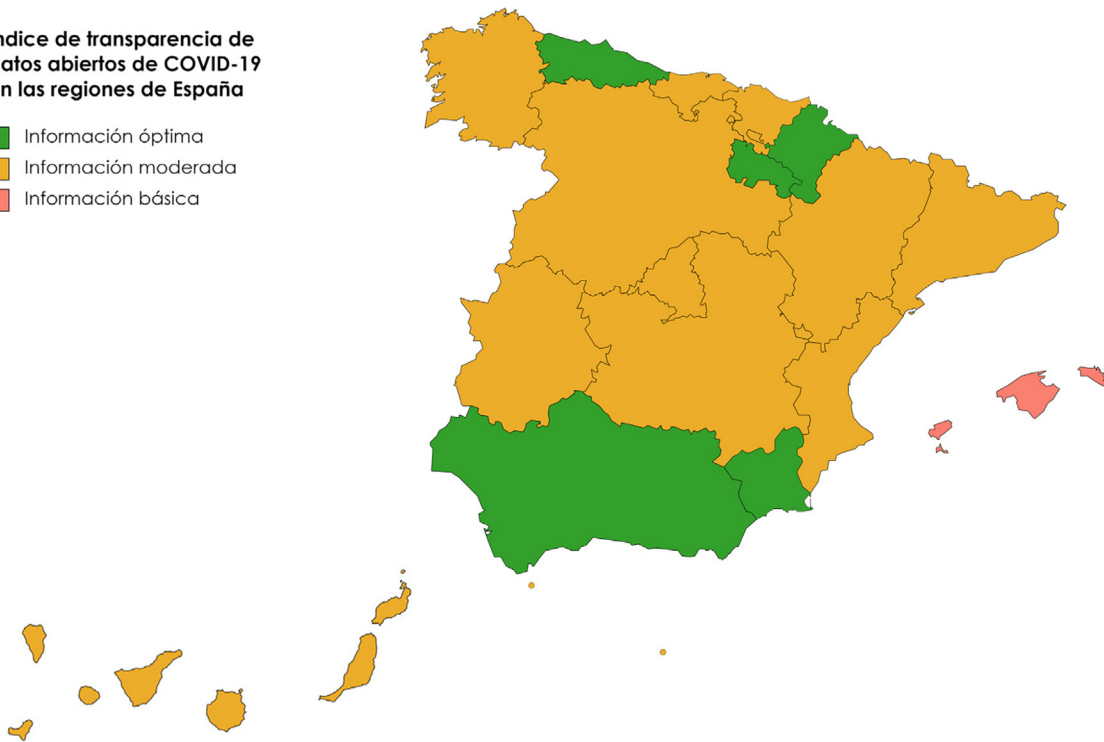 ndice de transparencia de
atos abiertos de COVID-19
n las regiones de España
Información óptima
Información moderada
Información básica